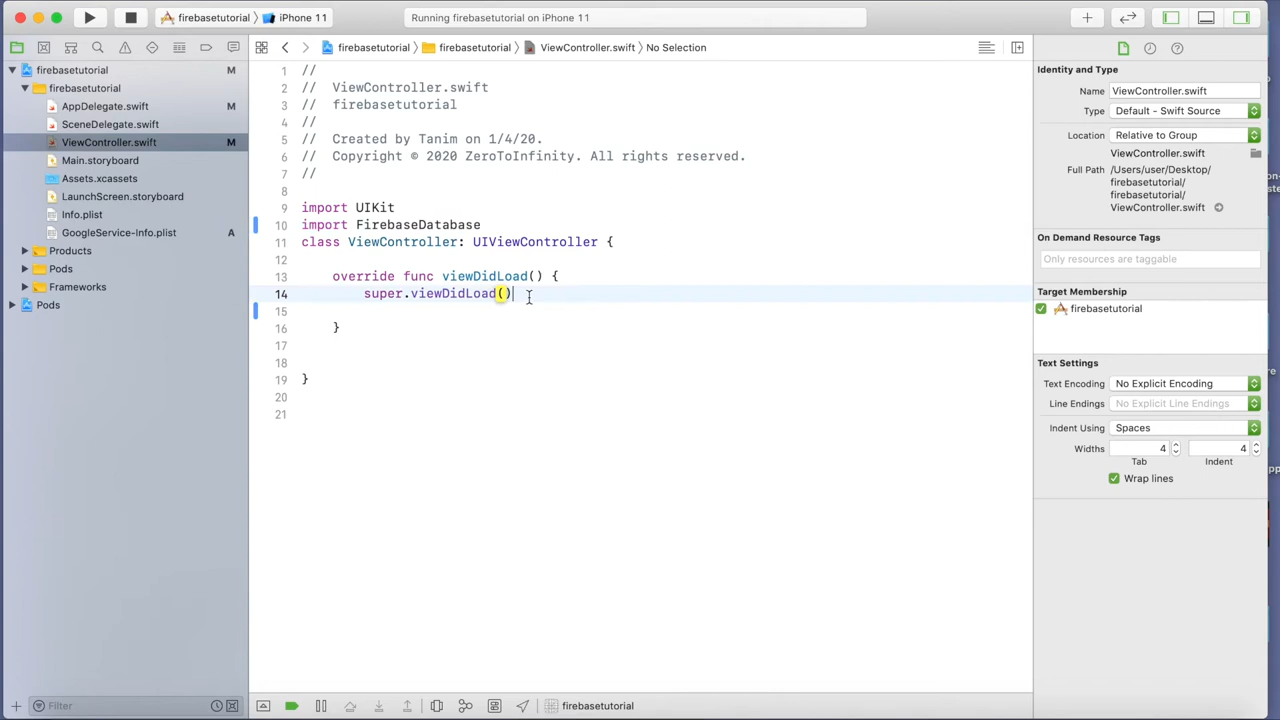 firebasetutorial
iPhone 11
Running firebasetutorial on iPhone 11
firebasetutorial
firebasetutorial
ViewController.swift
No Selection
firebasetutorial M
firebasetutorial
AppDelegate.swift M
SceneDelegate.swift
ViewController.swift M
Main.storyboard
Assets.xcassets
LaunchScreen.storyboard
Info.plist
GoogleService-Info.plist A
Products
Pods
Frameworks
Pods
Filter
1 //
2 // ViewController.swift
3 // firebasetutorial
4 //
5 // Created by Tanim on 1/4/20.
6 // Copyright © 2020 ZeroToInfinity. All rights reserved.
7 //
8
9 import UIKit
10 import FirebaseDatabase
11 class ViewController: UIViewController {
12
13 override func viewDidLoad() {
14 super.viewDidLoad()
15
16 }
17
18
19 }
20
21
firebasetutorial
Identity and Type
Name ViewController.swift
Type Default - Swift Source
Location Relative to Group
ViewController.swift
Full Path /Users/user/Desktop/
firebasetutorial/
firebasetutorial/
ViewController.swift
On Demand Resource Tags
Only resources are taggable
Target Membership
firebasetutorial
Text Settings
Text Encoding No Explicit Encoding
Line Endings No Explicit Line Endings
Indent Using Spaces
Widths 4 4
Tab Indent
Wrap lines